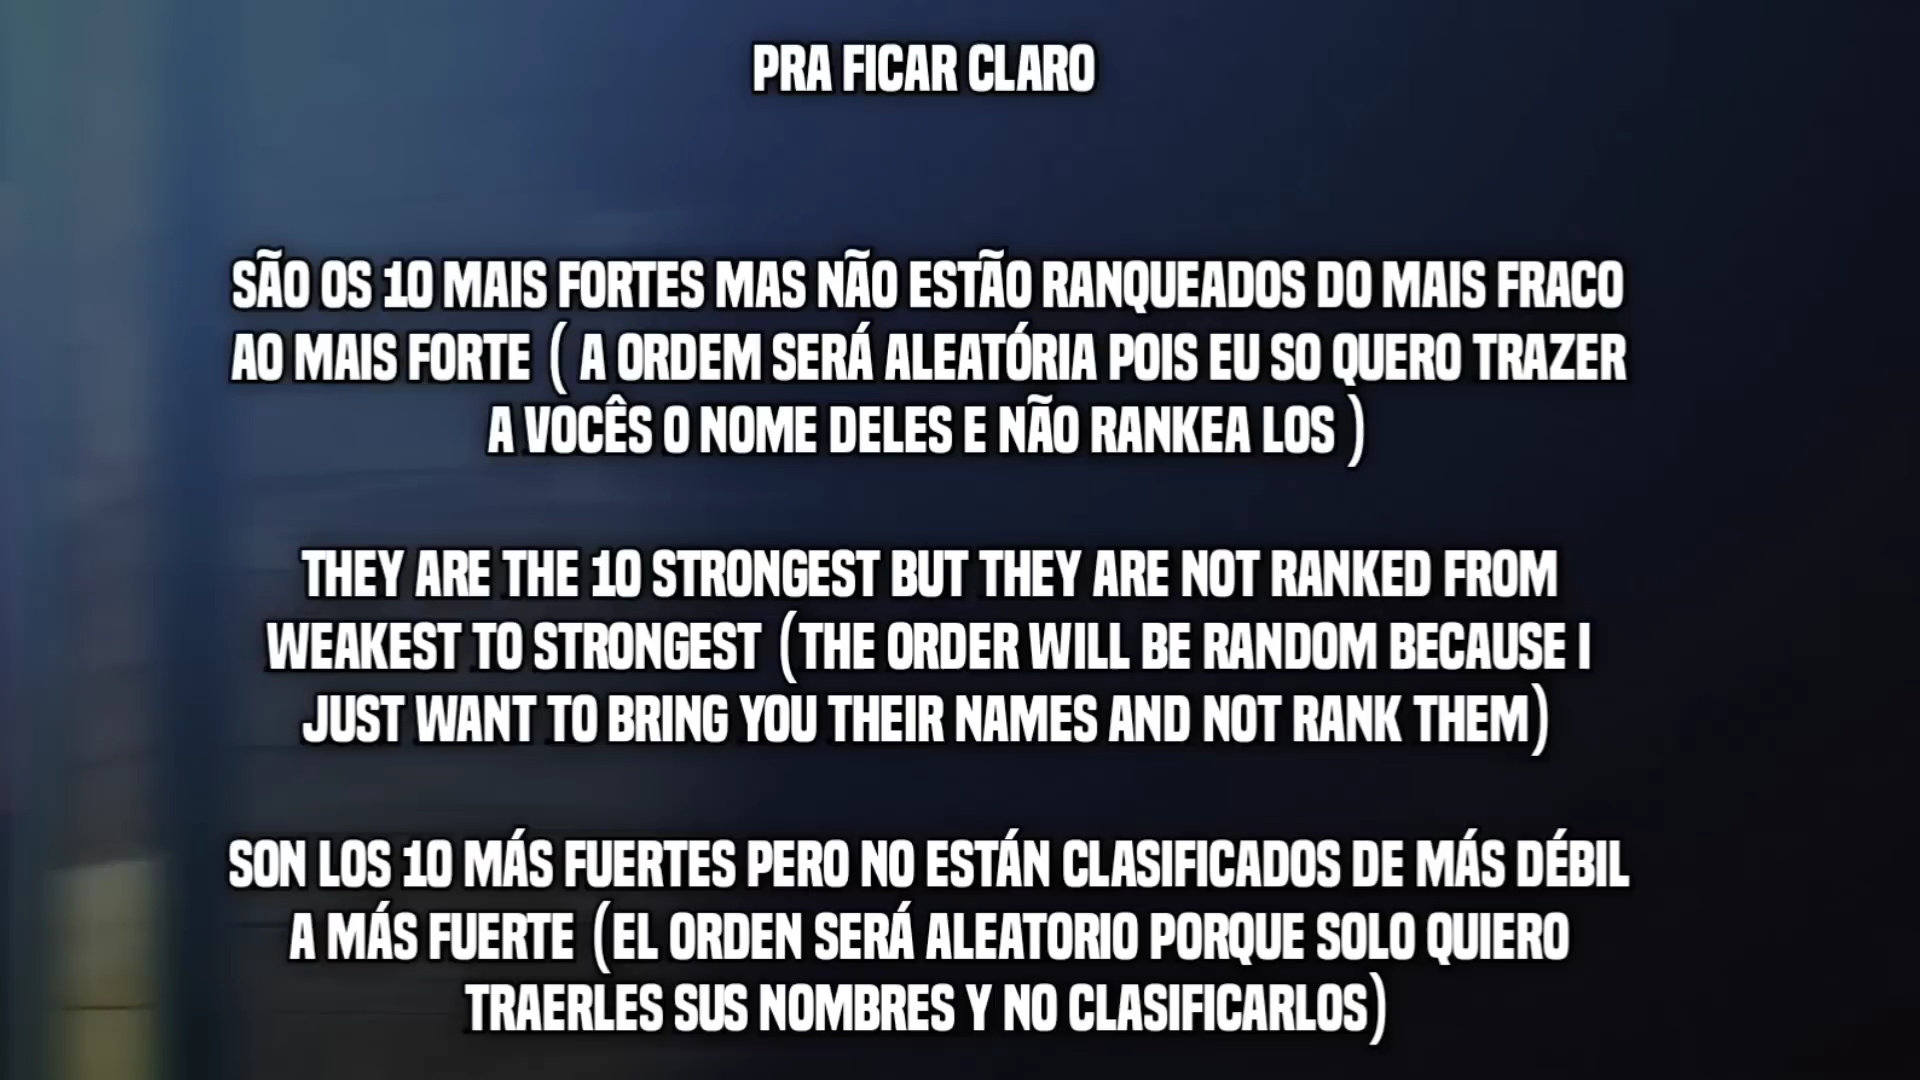 PRA FICAR CLARO
SÃO OS 10 MAIS FORTES MAS NÃO ESTÃO RANQUEADOS DO MAIS FRACO
AO MAIS FORTE ( A ORDEM SERÁ ALEATÓRIA POIS EU SO QUERO TRAZER
A VOCÊS O NOME DELES E NÃO RANKEA LOS )
THEY ARE THE 10 STRONGEST BUT THEY ARE NOT RANKED FROM
WEAKEST TO STRONGEST (THE ORDER WILL BE RANDOM BECAUSE I
JUST WANT TO BRING YOU THEIR NAMES AND NOT RANK THEM)
SON LOS 10 MÁS FUERTES PERO NO ESTÁN CLASIFICADOS DE MÁS DÉBIL
A MÁS FUERTE (EL ORDEN SERÁ ALEATORIO PORQUE SOLO QUIERO
TRAERLES SUS NOMBRES Y NO CLASIFICARLOS)